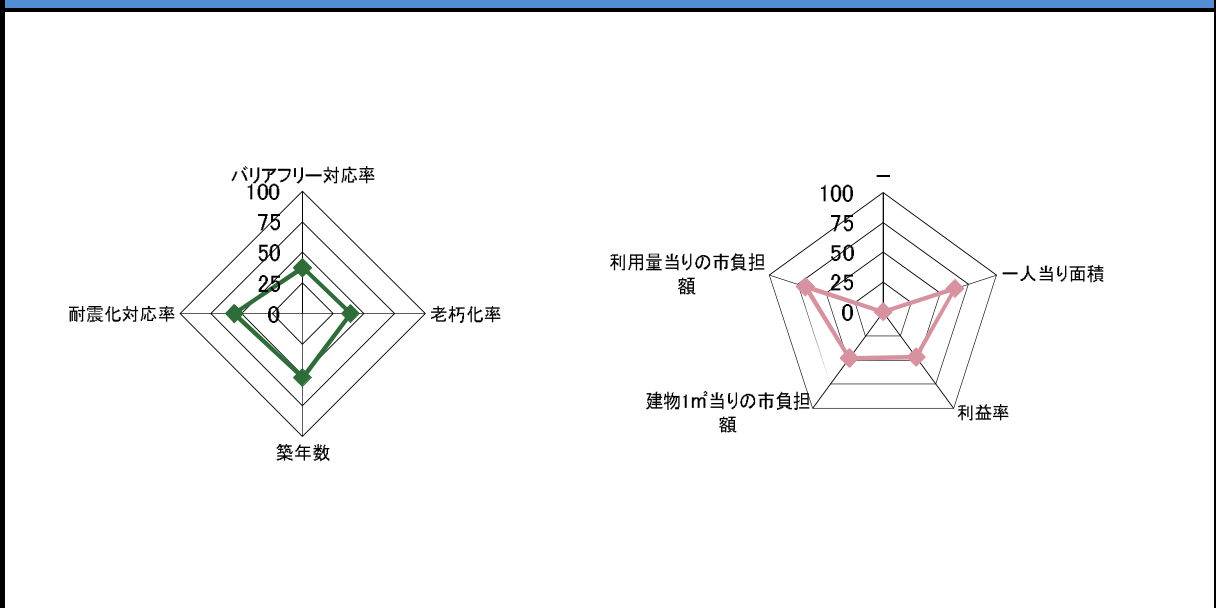 バリアフリー対応率
100
75
50
25
0
耐震化対応率
老朽化率
築年数
ー
100
75
50
25
0
利用量当りの市負担
額
一人当り面積
建物1㎡当りの市負担
額
利益率